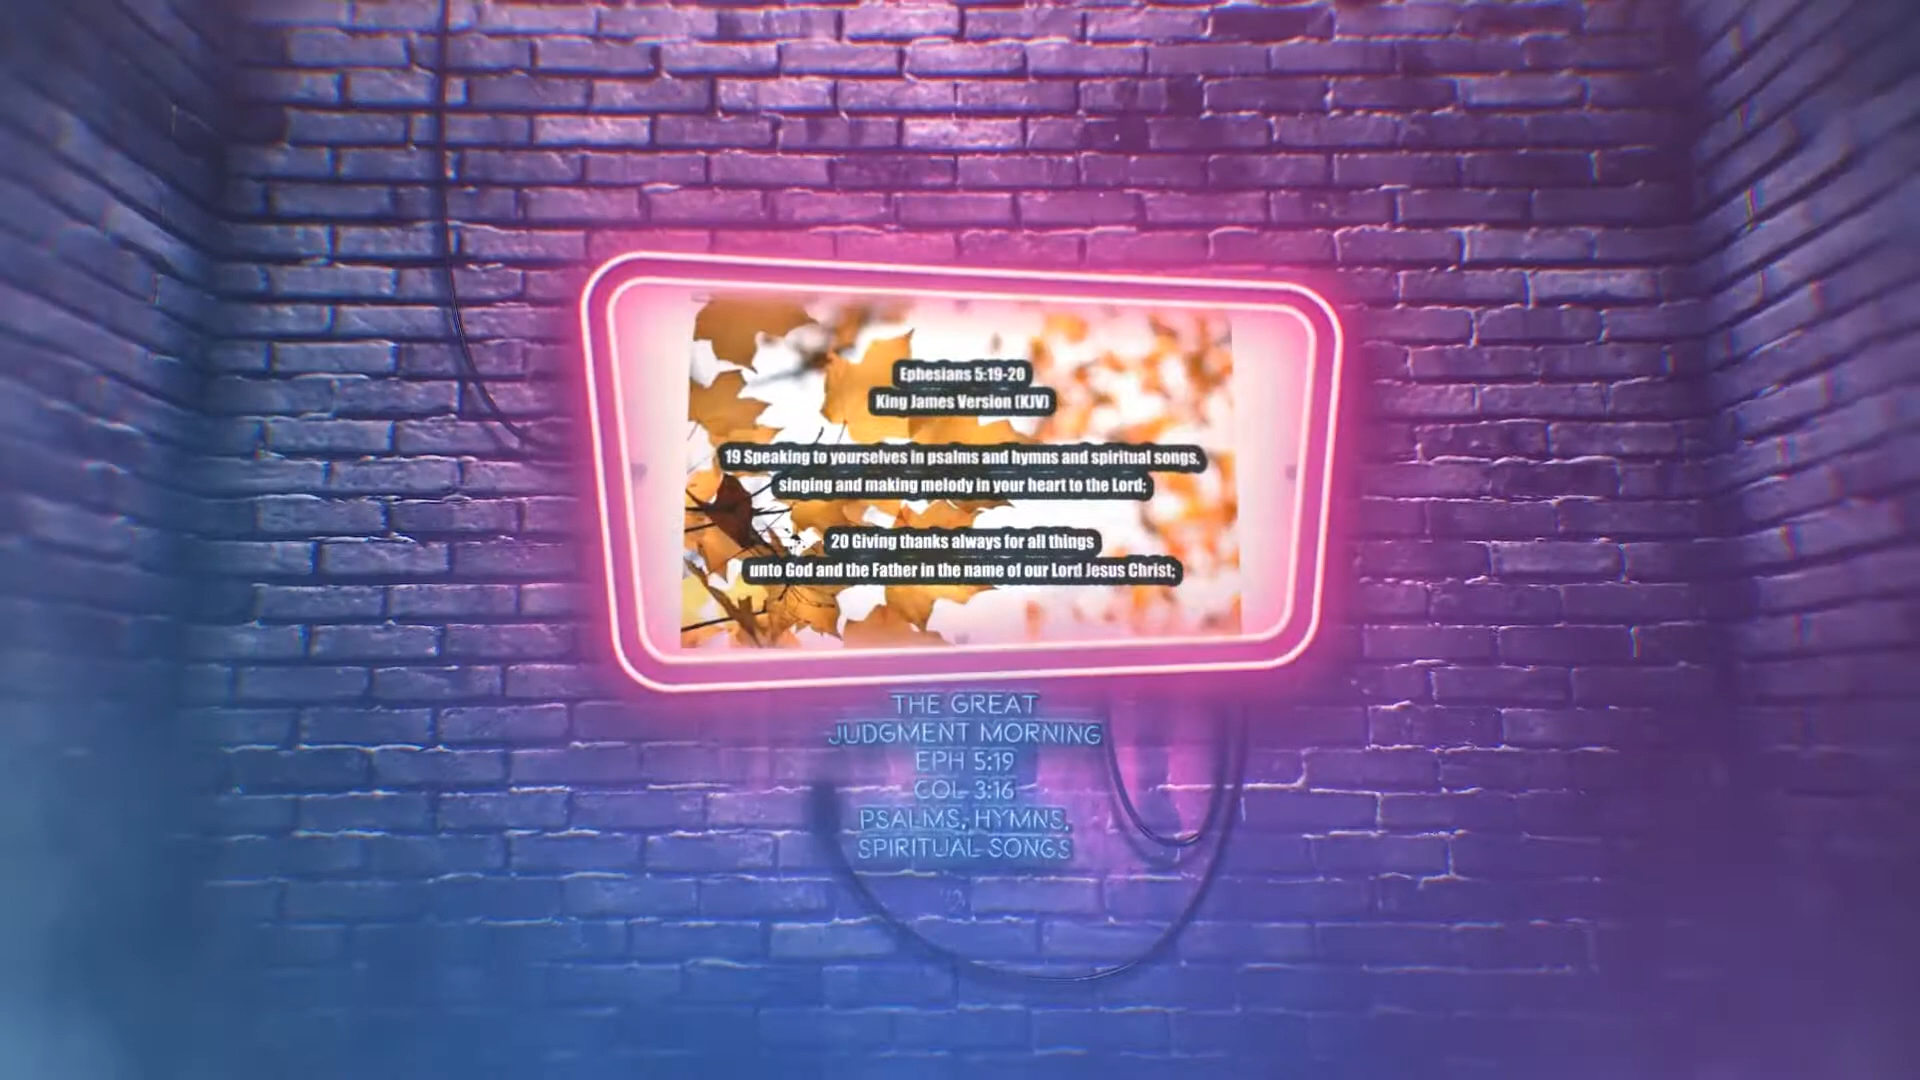 Ephesians 5:19-20
King James Version (KJV)
19 Speaking to yourselves in psalms and hymns and spiritual songs,
singing and making melody in your heart to the Lord;
20 Giving thanks always for all things
unto God and the Father in the name of our Lord Jesus Christ;
THE GREAT
JUDGMENT MORNING
EPH 5:19
COL 3:16
PSALMS, HYMNS,
SPIRITUAL SONGS